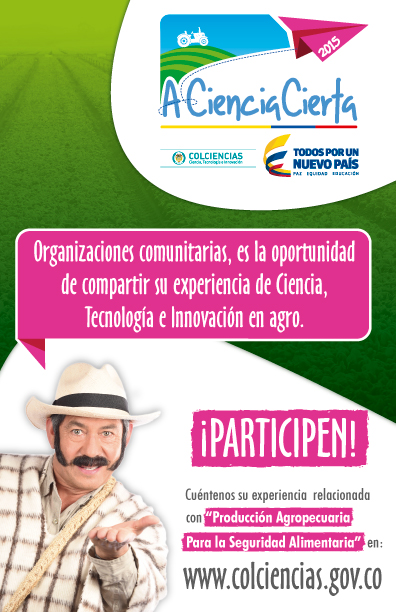 2015
A Ciencia Cierta
COLCIENCIAS
Ciencia, Tecnología e Innovación
TODOS POR UN
NUEVO PAÍS
PAZ EQUIDAD EDUCACIÓN
Organizaciones comunitarias, es la oportunidad
de compartir su experiencia de Ciencia,
Tecnología e Innovación en agro.
¡PARTICIPEN!
Cuéntenos su experiencia relacionada
con “Producción Agropecuaria
Para la Seguridad Alimentaria” en:
www.colciencias.gov.co